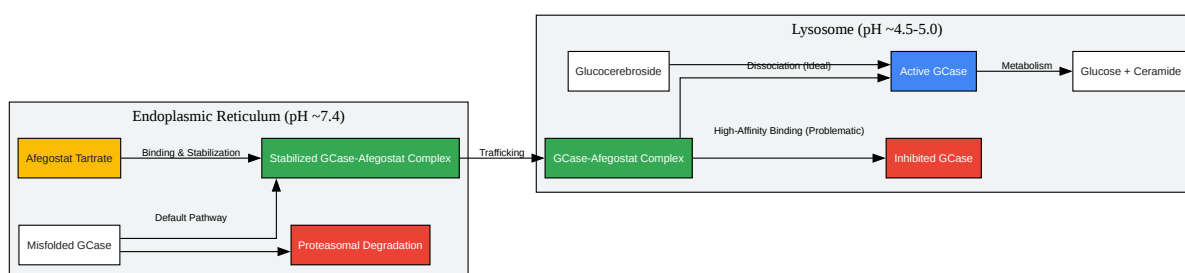 Lysosome (pH ~4.5-5.0)
Glucocerebroside
Dissociation (Ideal)
Active GCase
Metabolism
Glucose + Ceramide
Endoplasmic Reticulum (pH ~7.4)
High-Affinity Binding (Problematic)
Afegostat Tartrate
Binding & Stabilization
Stabilized GCase-Afegostat Complex
Trafficking
GCase-Afegostat Complex
Inhibited GCase
Default Pathway
Misfolded GCase
Proteasomal Degradation